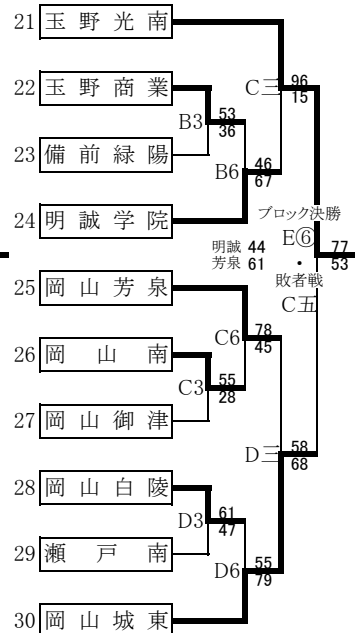 21 玉野光南
C三 96
15
22 玉野商業
B3 53
36
23 備前緑陽
B6 46
67
24 明誠学院
ブロック決勝
E⑥ 77
53
明誠 44
芳泉 61
・
敗者戦
C五
25 岡山芳泉
C6 78
45
26 岡山南
C3 55
28
27 岡山御津
D三 58
68
28 岡山白陵
D3 61
47
29 瀬戸南
D6 55
79
30 岡山城東